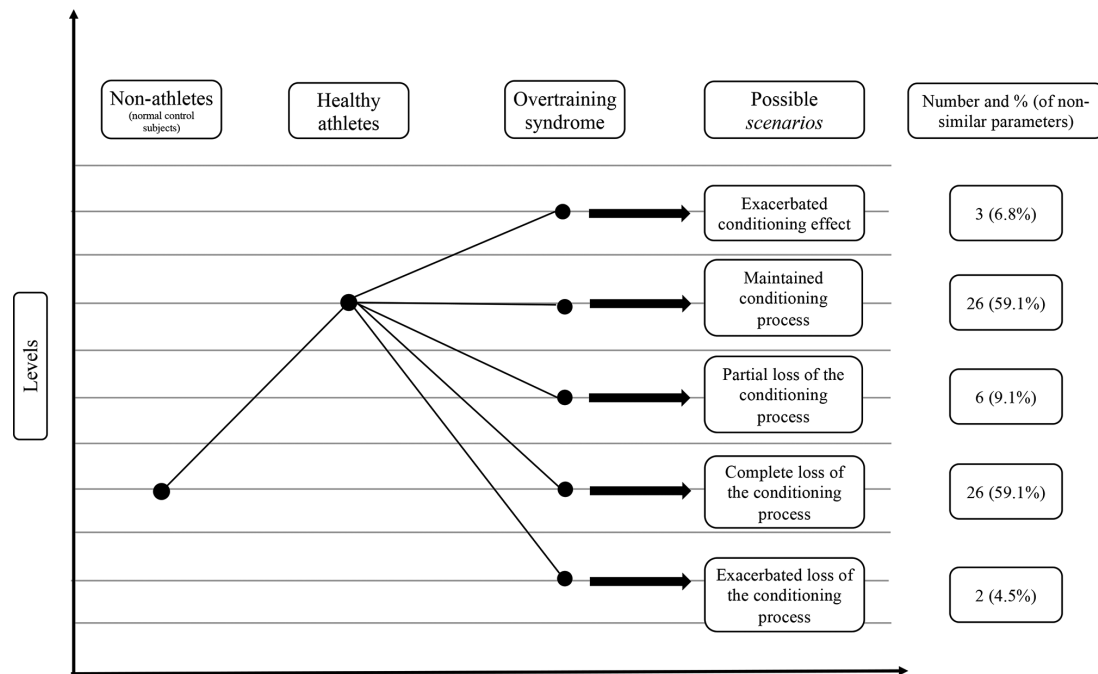 Non-athletes
(normal control
subjects)
Healthy
athletes
Overtraining
syndrome
Possible
scenarios
Number and % (of non-
similar parameters)
Exacerbated
conditioning effect
3 (6.8%)
Maintained
conditioning
process
26 (59.1%)
Levels
Partial loss of the
conditioning
process
6 (9.1%)
Complete loss of
the conditioning
process
26 (59.1%)
Exacerbated loss of
the conditioning
process
2 (4.5%)